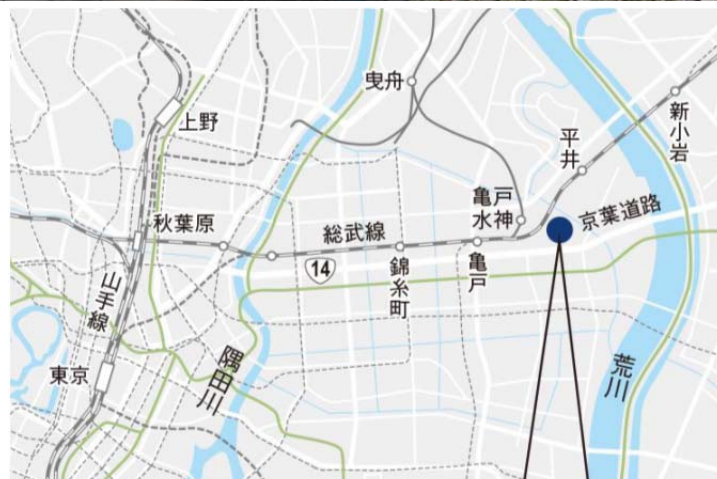 上野
曳舟
平井
新小岩
秋葉原
亀戸
水神
京葉道路
総武線
14
錦糸町
亀戸
山手線
東京
隅田川
荒川